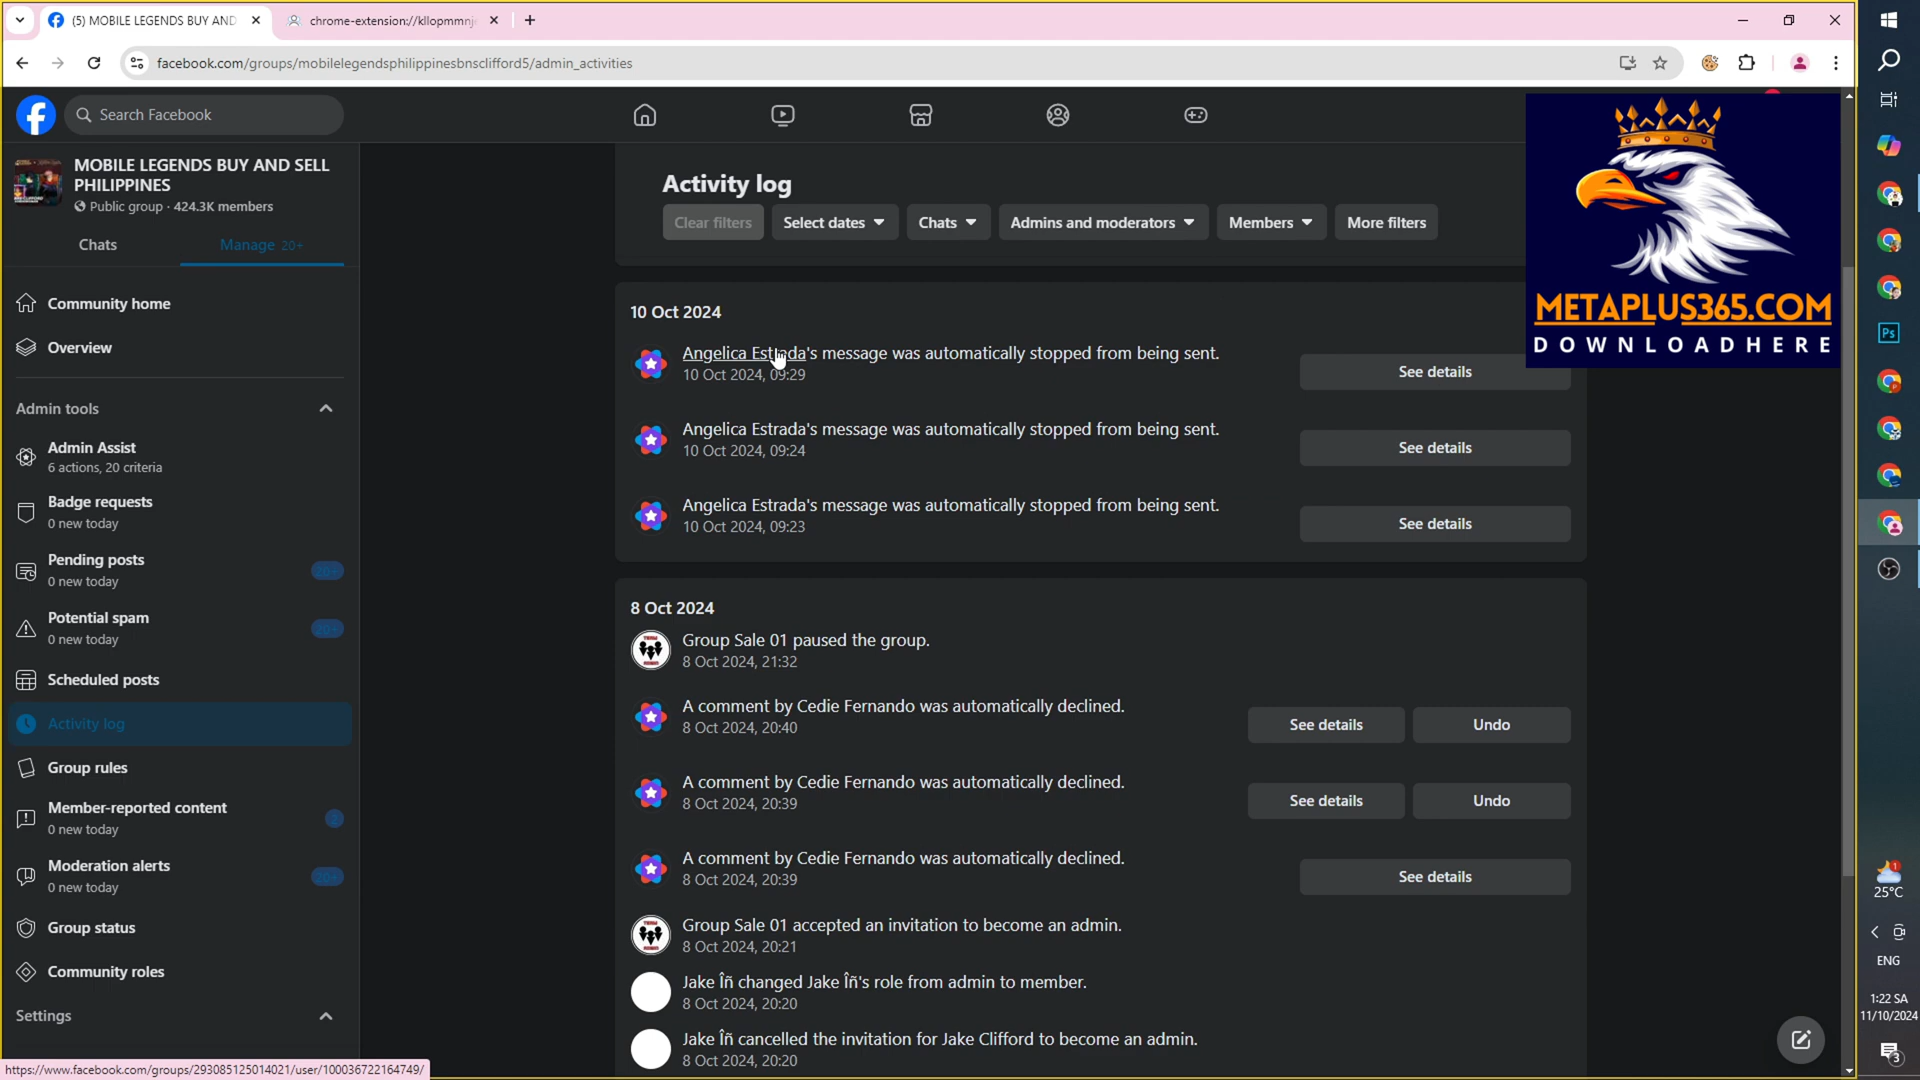 (5) MOBILE LEGENDS BUY AND
chrome-extension://kllopmmnj
facebook.com/groups/mobilelegendsphilippinesbnsclifford5/admin_activities
Search Facebook
MOBILE LEGENDS BUY AND SELL
PHILIPPINES
Public group · 424.3K members
Chats
Manage 20+
Community home
Overview
Admin tools
Admin Assist
6 actions, 20 criteria
Badge requests
0 new today
Pending posts
0 new today
20+
Potential spam
0 new today
20+
Scheduled posts
Activity log
Group rules
Member-reported content
0 new today
2
Moderation alerts
0 new today
20+
Group status
Community roles
Settings
https://www.facebook.com/groups/293085125014021/user/100036722164749/
Activity log
Clear filters
Select dates
Chats
Admins and moderators
Members
More filters
10 Oct 2024
Angelica Estrada's message was automatically stopped from being sent.
10 Oct 2024, 09:29
See details
Angelica Estrada's message was automatically stopped from being sent.
10 Oct 2024, 09:24
See details
Angelica Estrada's message was automatically stopped from being sent.
10 Oct 2024, 09:23
See details
8 Oct 2024
Group Sale 01 paused the group.
8 Oct 2024, 21:32
A comment by Cedie Fernando was automatically declined.
8 Oct 2024, 20:40
See details
Undo
A comment by Cedie Fernando was automatically declined.
8 Oct 2024, 20:39
See details
Undo
A comment by Cedie Fernando was automatically declined.
8 Oct 2024, 20:39
See details
Group Sale 01 accepted an invitation to become an admin.
8 Oct 2024, 20:21
Jake Îñ changed Jake Îñ's role from admin to member.
8 Oct 2024, 20:20
Jake Îñ cancelled the invitation for Jake Clifford to become an admin.
8 Oct 2024, 20:20
METAPLUS365.COM
DOWNLOADHERE
Ps
1
25°C
ENG
1:22 SA
11/10/2024
3